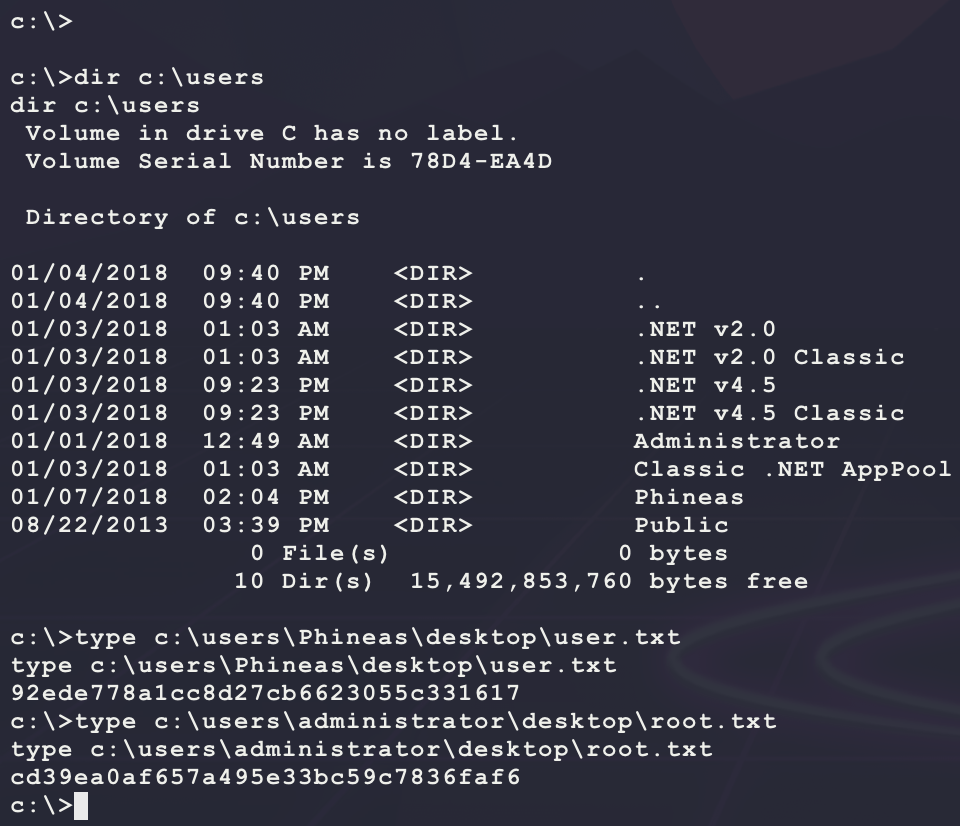 c:\>
c:\>dir c:\users
dir c:\users
 Volume in drive C has no label.
 Volume Serial Number is 78D4-EA4D
 Directory of c:\users
01/04/2018  09:40 PM    <DIR>          .
01/04/2018  09:40 PM    <DIR>          ..
01/03/2018  01:03 AM    <DIR>          .NET v2.0
01/03/2018  01:03 AM    <DIR>          .NET v2.0 Classic
01/03/2018  09:23 PM    <DIR>          .NET v4.5
01/03/2018  09:23 PM    <DIR>          .NET v4.5 Classic
01/01/2018  12:49 AM    <DIR>          Administrator
01/03/2018  01:03 AM    <DIR>          Classic .NET AppPool
01/07/2018  02:04 PM    <DIR>          Phineas
08/22/2013  03:39 PM    <DIR>          Public
               0 File(s)              0 bytes
              10 Dir(s)  15,492,853,760 bytes free
c:\>type c:\users\Phineas\desktop\user.txt
type c:\users\Phineas\desktop\user.txt
92ede778a1cc8d27cb6623055c331617
c:\>type c:\users\administrator\desktop\root.txt
type c:\users\administrator\desktop\root.txt
cd39ea0af657a495e33bc59c7836faf6
c:\>